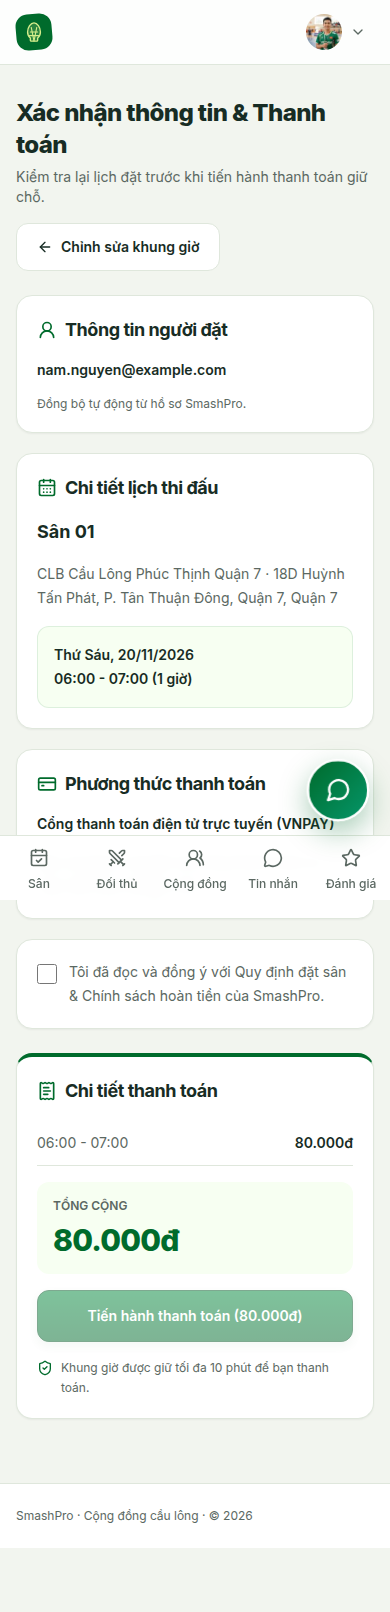 Xác nhận thông tin & Thanh
toán
Kiểm tra lại lịch đặt trước khi tiến hành thanh toán giữ
chỗ.
Chỉnh sửa khung giờ
Thông tin người đặt
nam.nguyen@example.com
Đồng bộ tự động từ hồ sơ SmashPro.
Chi tiết lịch thi đấu
Sân 01
CLB Cầu Lông Phúc Thịnh Quận 7 · 18D Huỳnh
Tấn Phát, P. Tân Thuận Đông, Quận 7, Quận 7
Thứ Sáu, 20/11/2026
06:00 - 07:00 (1 giờ)
Phương thức thanh toán
Cổng thanh toán điện tử trực tuyến (VNPAY)
Sân
Đối thủ
Cộng đồng
Tin nhắn
Đánh giá
Tôi đã đọc và đồng ý với Quy định đặt sân
& Chính sách hoàn tiền của SmashPro.
Chi tiết thanh toán
06:00 - 07:00 80.000đ
TỔNG CỘNG
80.000đ
Tiến hành thanh toán (80.000đ)
Khung giờ được giữ tối đa 10 phút để bạn thanh
toán.
SmashPro · Cộng đồng cầu lông · © 2026